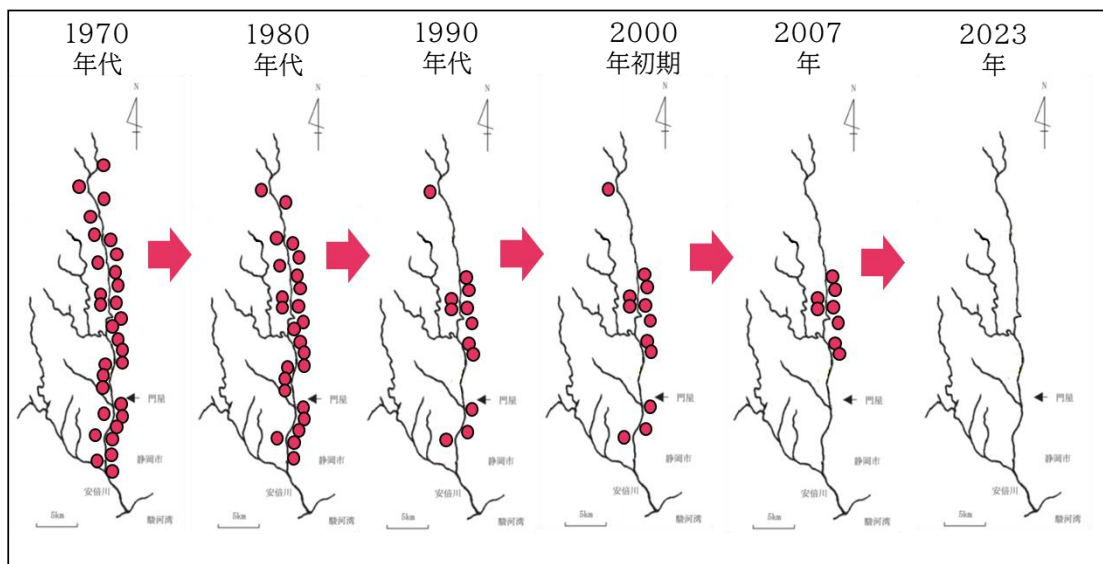 1970
年代
1980
年代
1990
年代
2000
年初期
2007
年
2023
年
N
N
N
N
N
N
門屋
静岡市
安倍川
5km
駿河湾
門屋
静岡市
安倍川
5km
駿河湾
門屋
静岡市
安倍川
5km
駿河湾
門屋
静岡市
安倍川
5km
駿河湾
門屋
静岡市
安倍川
5km
駿河湾
門屋
静岡市
安倍川
5km
駿河湾